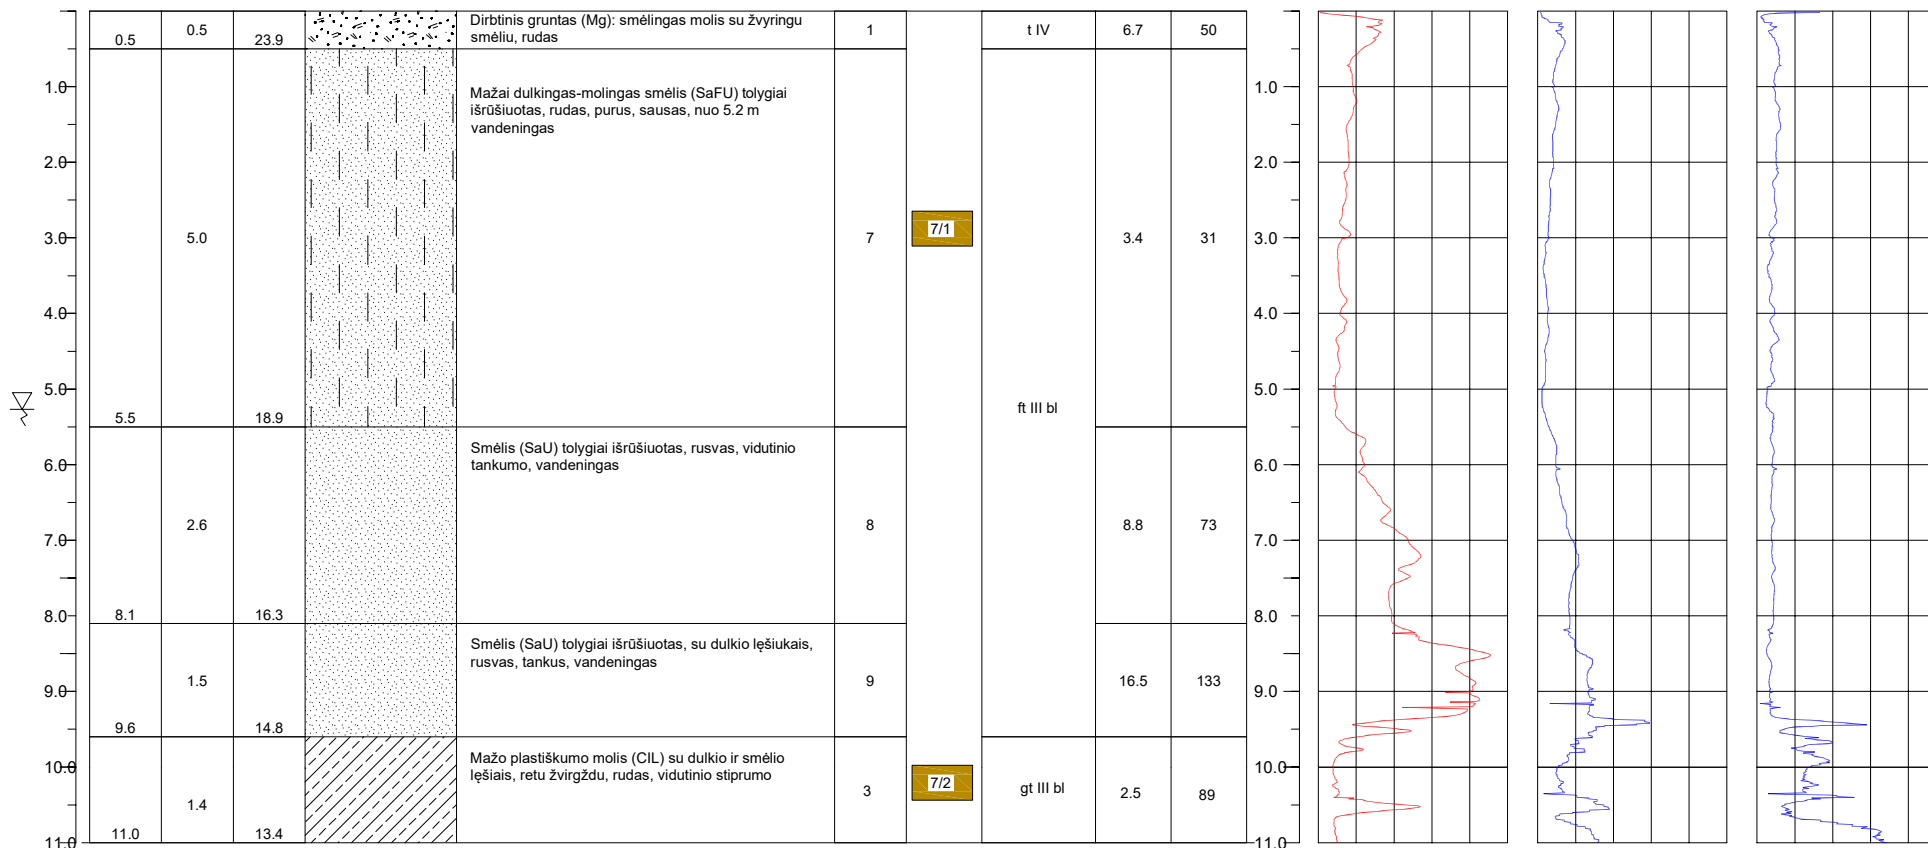 0.5 0.5 23.9 Dirbtinis gruntas (Mg): smėlingas molis su žvyringu 1 t IV 6.7 50
smėliu, rudas
1.0 Mažai dulkingas-molingas smėlis (SaFU) tolygiai 1.0
išrūšiuotas, rudas, purus, sausas, nuo 5.2 m
vandeningas
2.0 2.0
3.0 5.0 7 7/1 3.4 31 3.0
4.0 4.0
5.0 5.0
5.5 18.9 ft III bl
Smėlis (SaU) tolygiai išrūšiuotas, rusvas, vidutinio
tankumo, vandeningas
6.0 6.0
2.6 8 8.8 73
7.0 7.0
8.0 8.1 16.3 8.0
Smėlis (SaU) tolygiai išrūšiuotas, su dulkio lęšiukais,
rusvas, tankus, vandeningas
1.5 9 16.5 133
9.0 9.0
9.6 14.8
Mažo plastiškumo molis (CIL) su dulkio ir smėlio
lęšiais, retu žvirgždu, rudas, vidutinio stiprumo
10.0 10.0
1.4 3 7/2 gt III bl 2.5 89
11.0 11.0 13.4 11.0